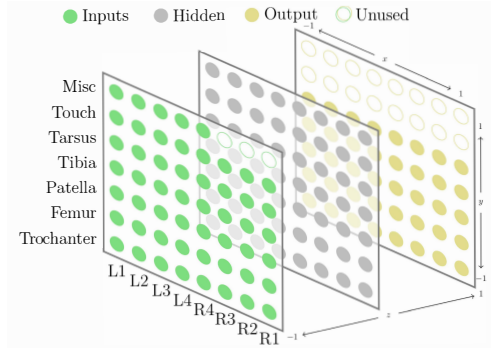 Inputs Hidden Output Unused
−1
x
1
Misc
Touch
Tarsus
Tibia
Patella
Femur
Trochanter
1
y
−1
L1 L2 L3 L4 R4 R3 R2 R1
−1
z
1